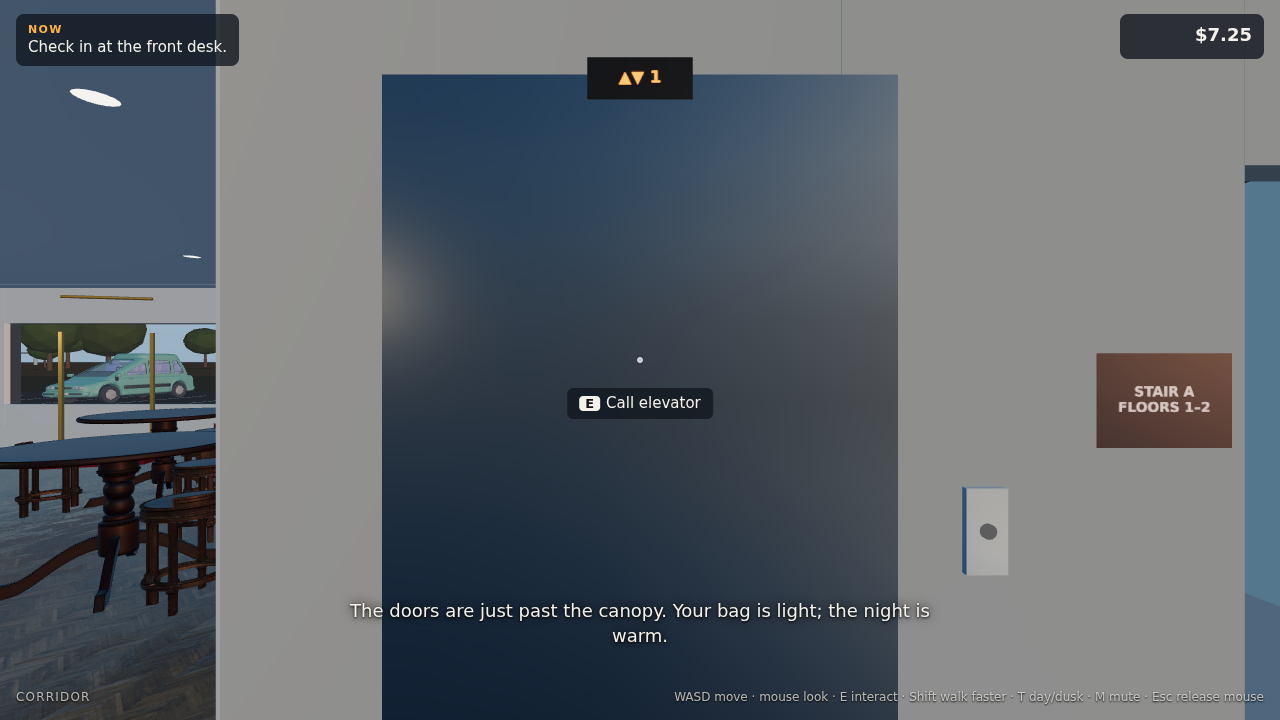 NOW
Check in at the front desk.
$7.25
▲▼ 1
E Call elevator
STAIR A
FLOORS 1–2
The doors are just past the canopy. Your bag is light; the night is
warm.
CORRIDOR
WASD move · mouse look · E interact · Shift walk faster · T day/dusk · M mute · Esc release mouse